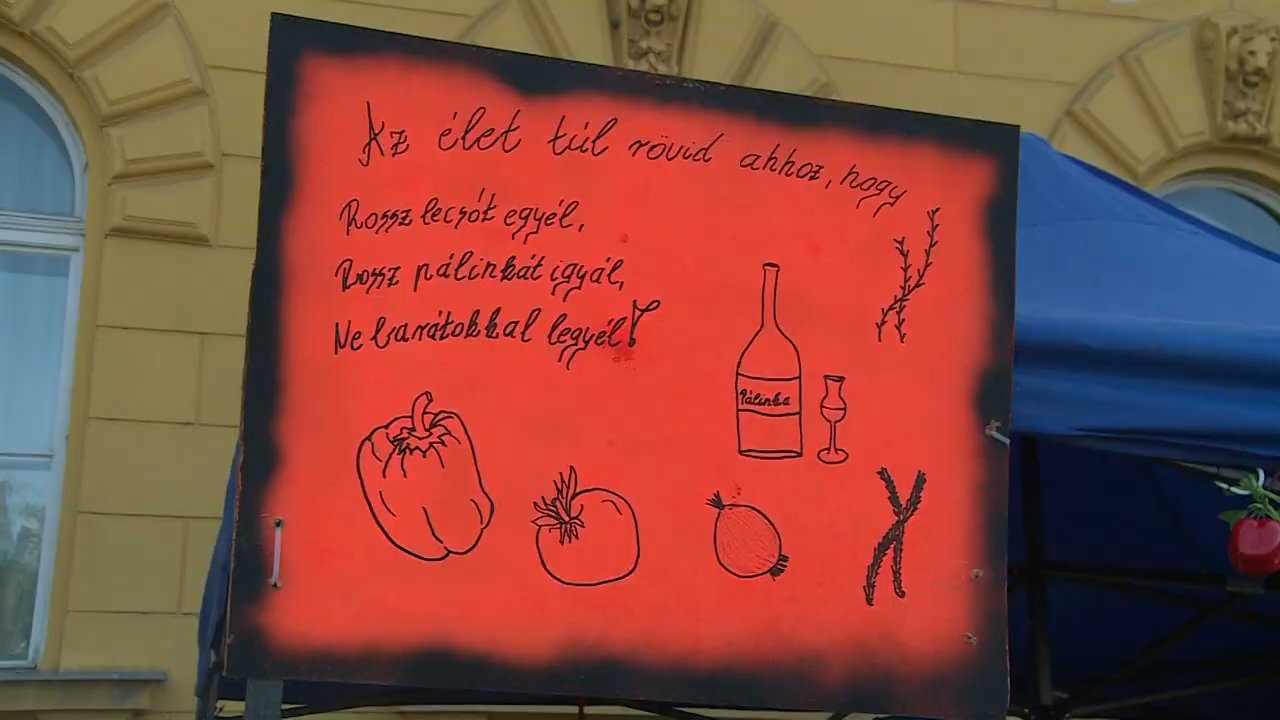 Az élet túl rövid ahhoz, hogy
Rossz lecsót egyél,
Rossz pálinkát igyál,
Ne barátokkal legyél!
Pálinka